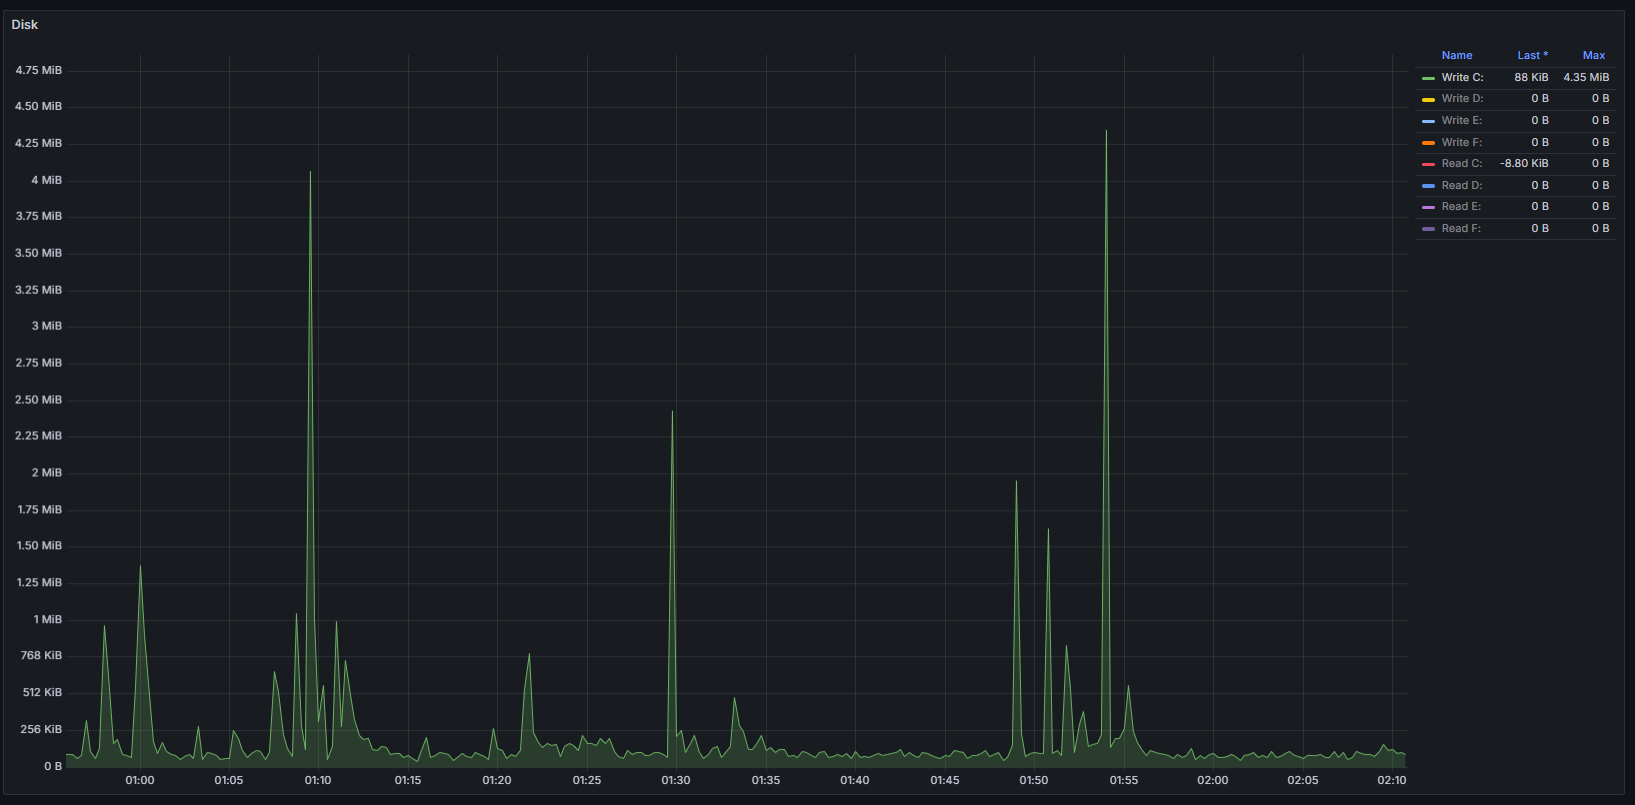 Disk
Name Last * Max
Write C: 88 KiB 4.35 MiB
Write D: 0 B 0 B
Write E: 0 B 0 B
Write F: 0 B 0 B
Read C: -8.80 KiB 0 B
Read D: 0 B 0 B
Read E: 0 B 0 B
Read F: 0 B 0 B
4.75 MiB
4.50 MiB
4.25 MiB
4 MiB
3.75 MiB
3.50 MiB
3.25 MiB
3 MiB
2.75 MiB
2.50 MiB
2.25 MiB
2 MiB
1.75 MiB
1.50 MiB
1.25 MiB
1 MiB
768 KiB
512 KiB
256 KiB
0 B
01:00 01:05 01:10 01:15 01:20 01:25 01:30 01:35 01:40 01:45 01:50 01:55 02:00 02:05 02:10